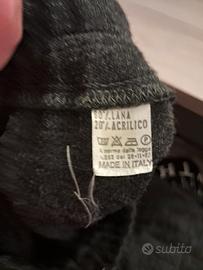 80% LANA
20% ACRILICO
A norma della legge
MADE IN ITALY
subito